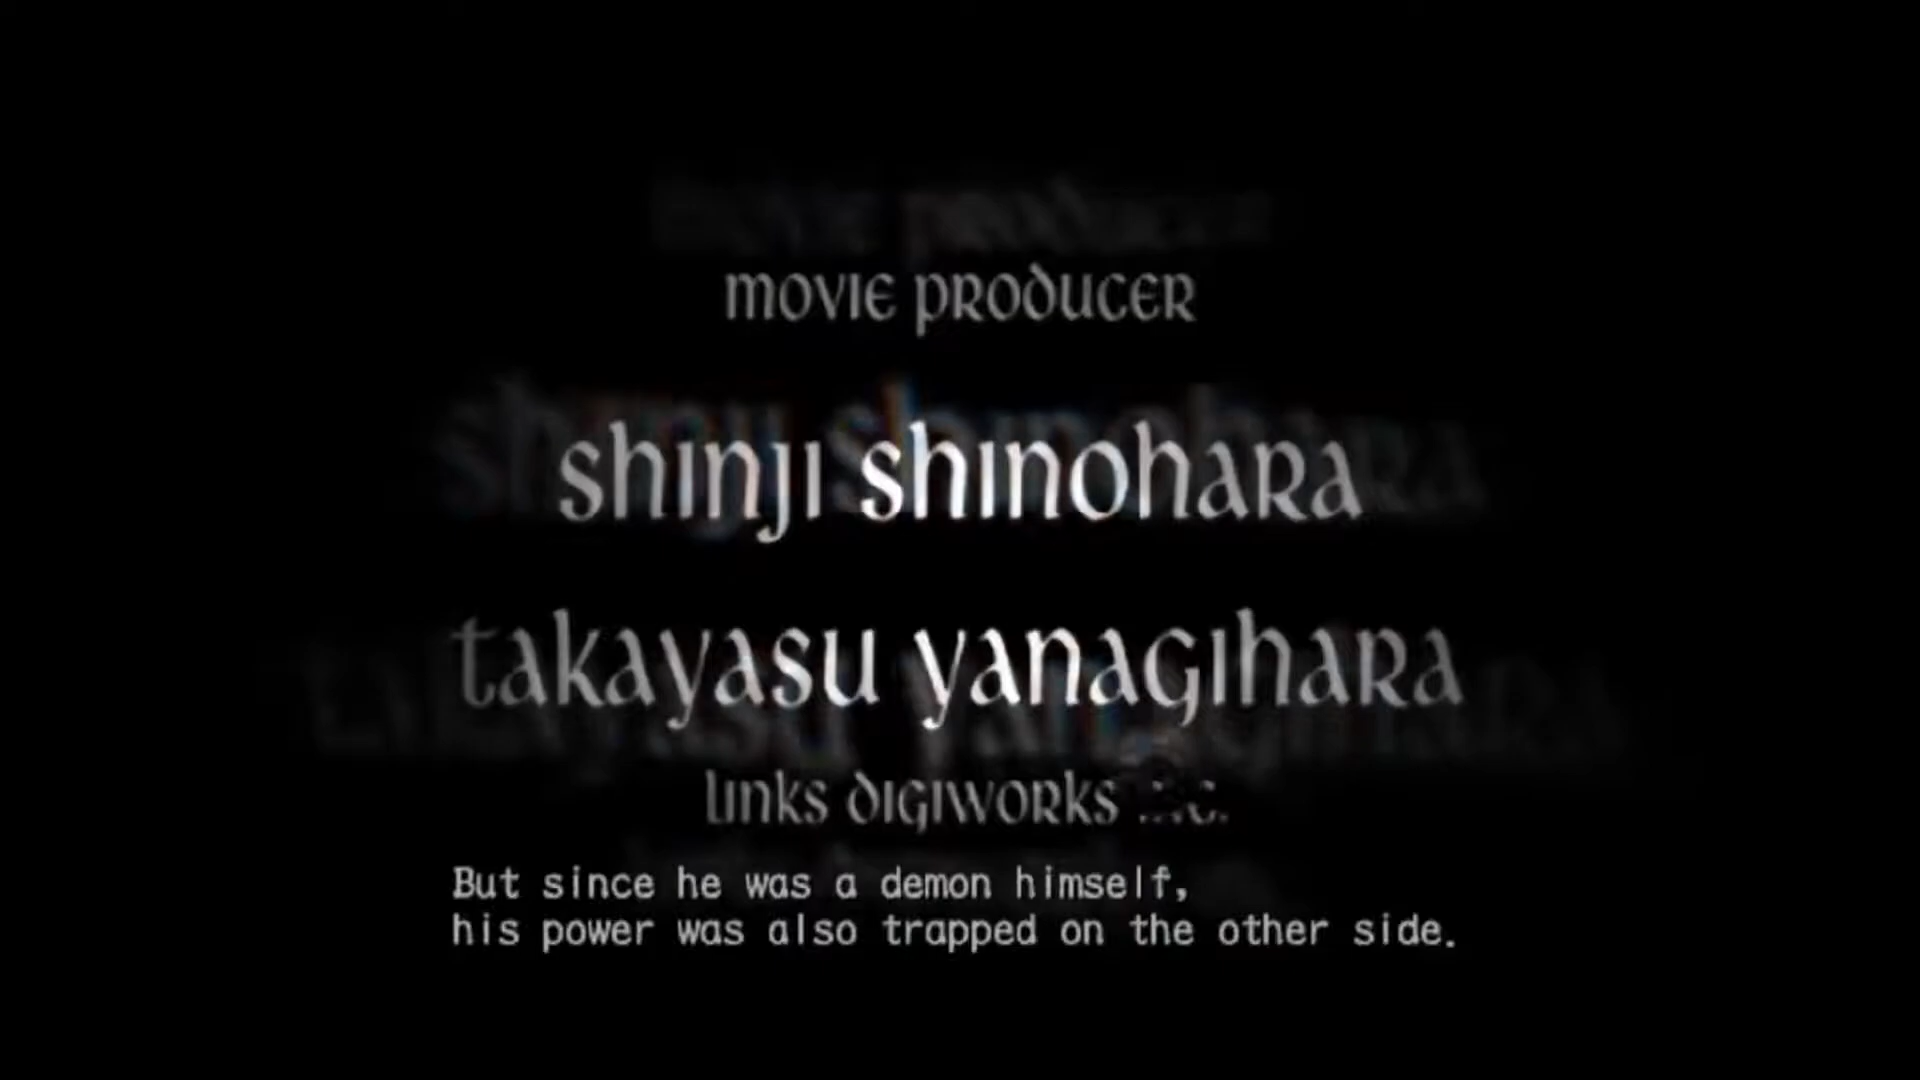 movie producer
shinji shinohara
takayasu yanagihara
links digiworks
But since he was a demon himself,
his power was also trapped on the other side.